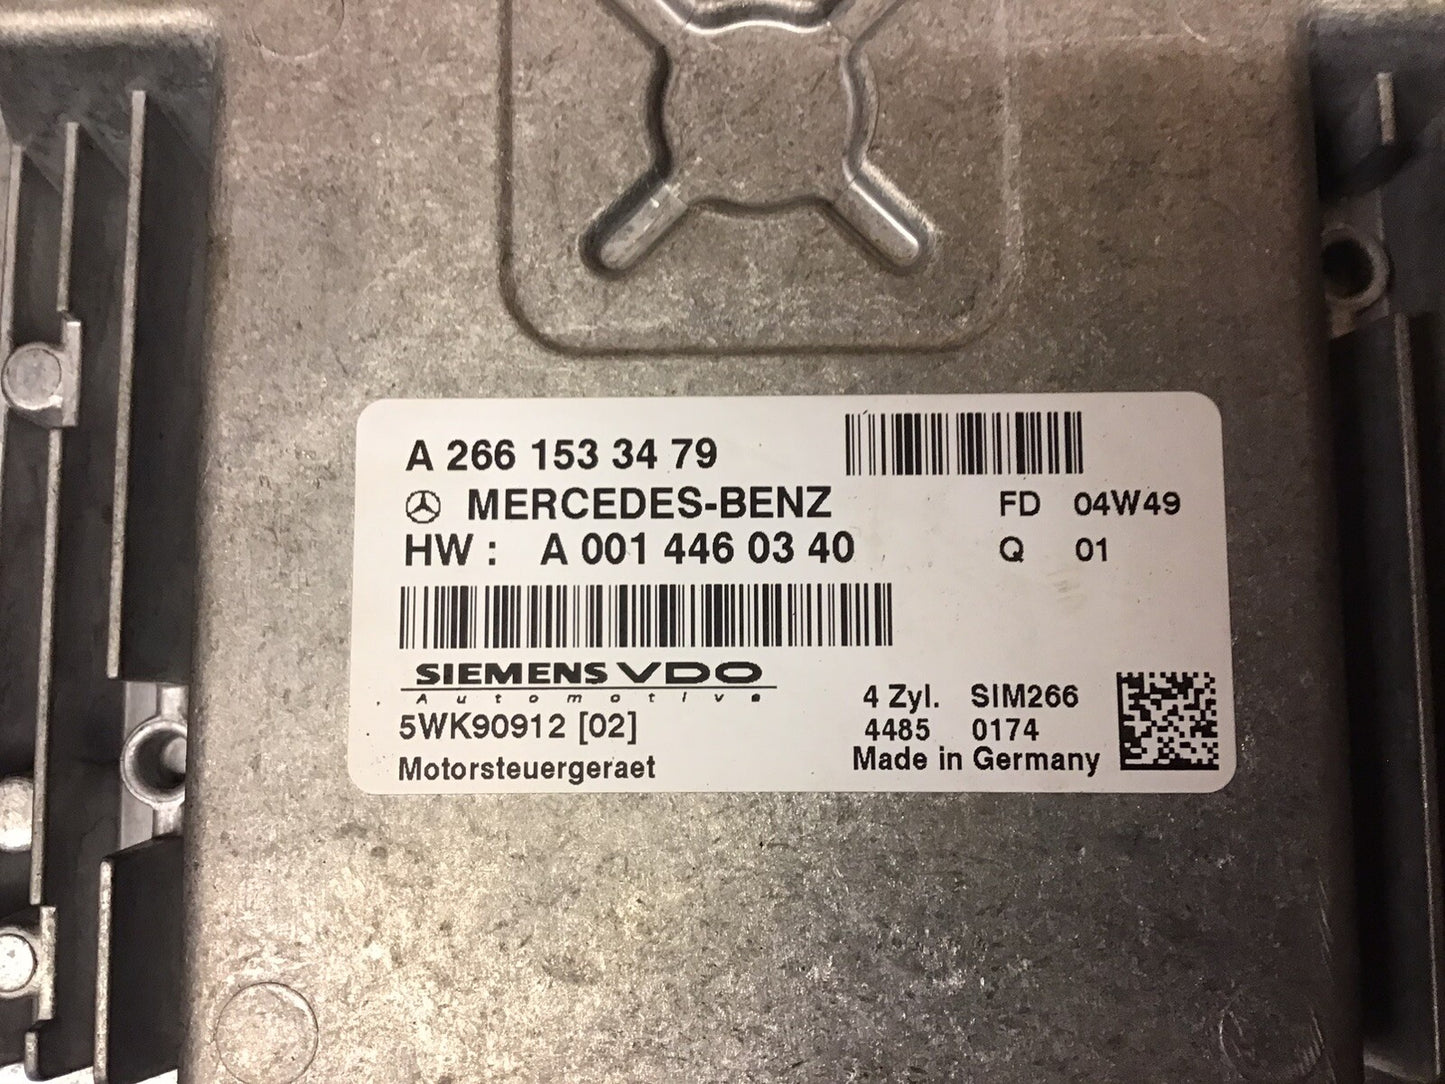 A 266 153 34 79
MERCEDES-BENZ FD 04W49
HW : A 001 446 03 40 Q 01
SIEMENS VDO
Automotive
4 Zyl. SIM266
5WK90912 [02] 4485 0174
Motorsteuergeraet Made in Germany